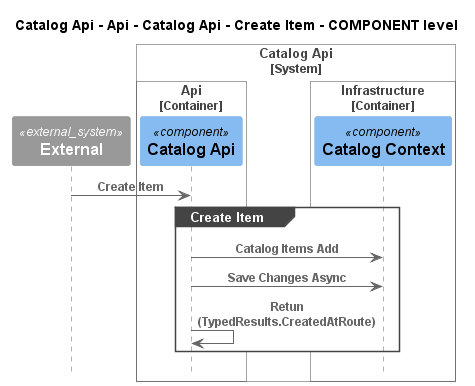 Catalog Api - Api - Catalog Api - Create Item - COMPONENT level
Catalog Api
[System]
Api
[Container]
Infrastructure
[Container]
«external_system»
External
«component»
Catalog Api
«component»
Catalog Context
Create Item
Create Item
Catalog Items Add
Save Changes Async
Retun
(TypedResults.CreatedAtRoute)